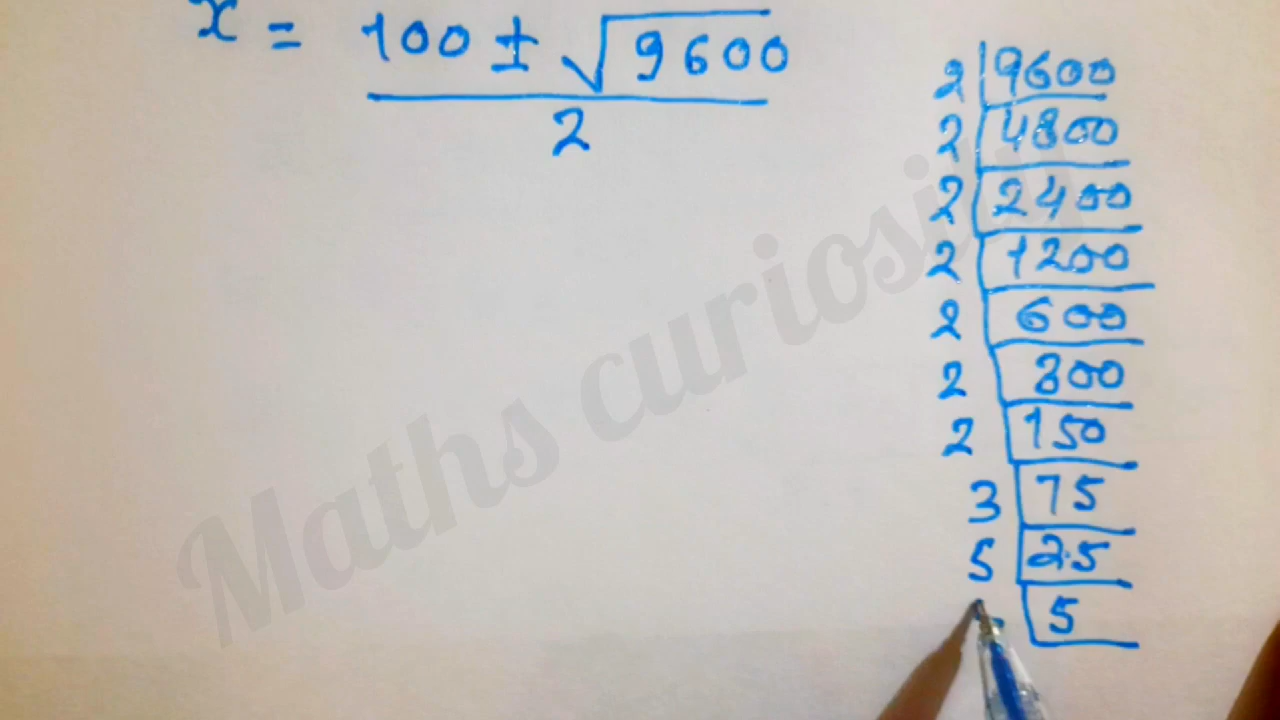 x = 100 ± √9600
2
2 | 9600
2 | 4800
2 | 2400
2 | 1200
2 | 600
2 | 300
2 | 150
3 | 75
5 | 25
5
Maths curiosity